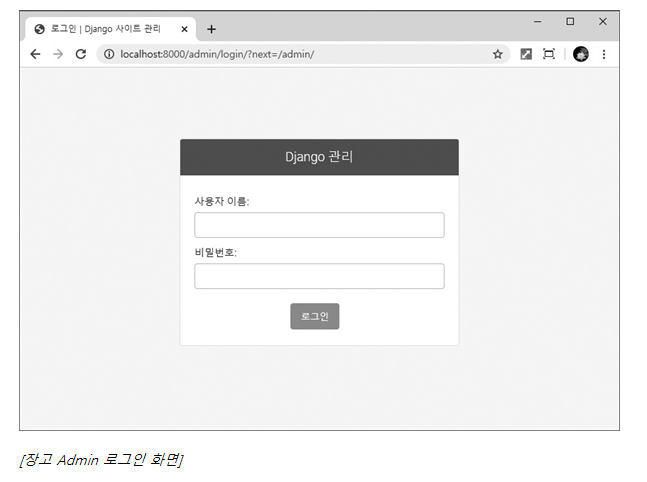 로그인 | Django 사이트 관리
localhost:8000/admin/login/?next=/admin/
Django 관리
사용자 이름:
비밀번호:
로그인
[장고 Admin 로그인 화면]